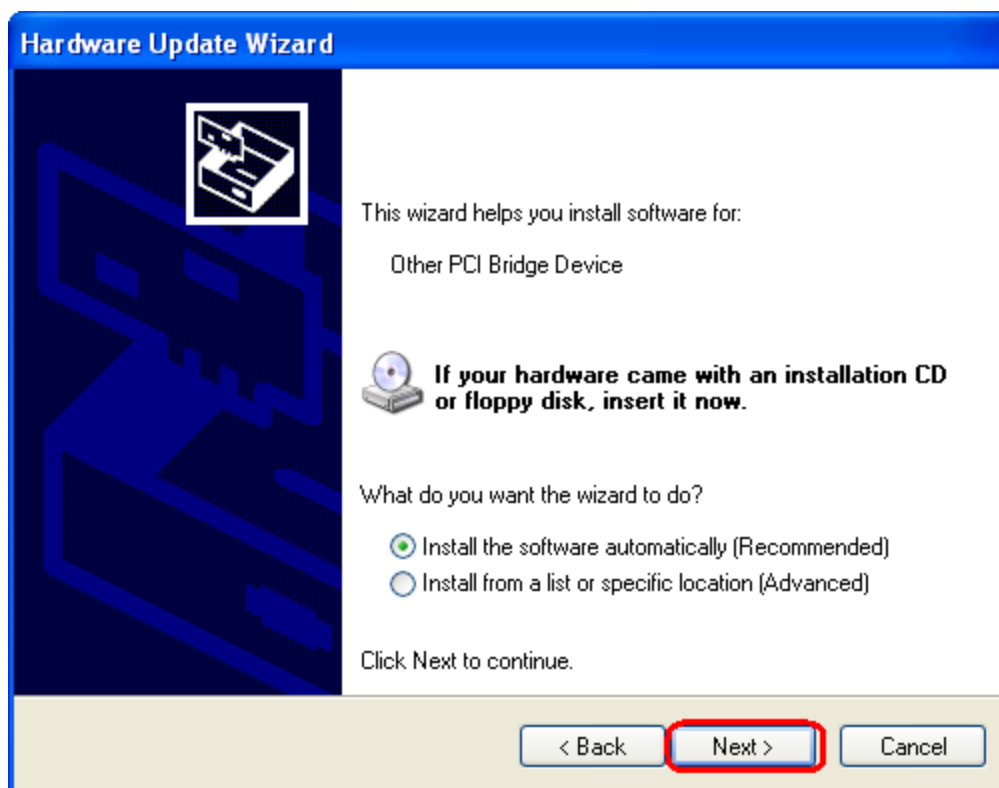 Hardware Update Wizard
This wizard helps you install software for:
Other PCI Bridge Device
If your hardware came with an installation CD
or floppy disk, insert it now.
What do you want the wizard to do?
Install the software automatically (Recommended)
Install from a list or specific location (Advanced)
Click Next to continue.
< Back Next > Cancel